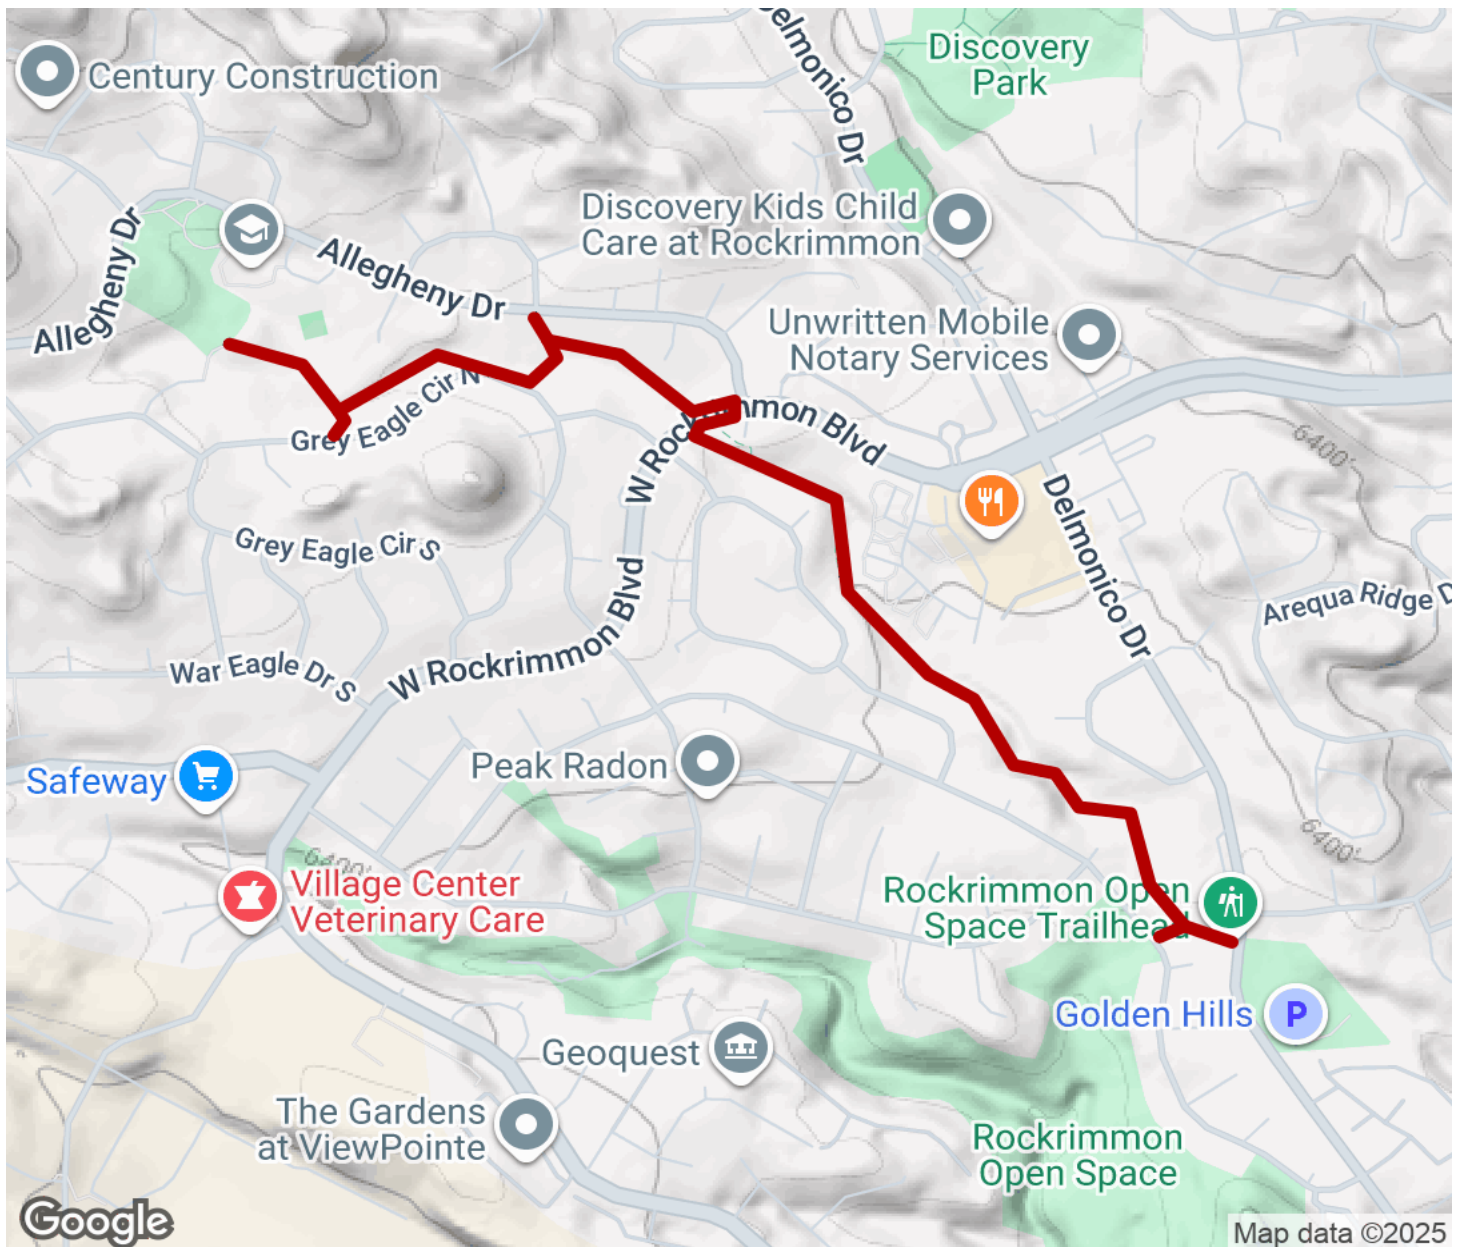 Delmonico Dr
Discovery
Park
Century Construction
Discovery Kids Child
Care at Rockrimmon
Allegheny Dr
Allegheny Dr
Unwritten Mobile
Notary Services
Grey Eagle Cir N
W Rockrimmon Blvd
6400'
Grey Eagle Cir S
Delmonico Dr
Arequa Ridge D
W Rockrimmon Blvd
War Eagle Dr S
Peak Radon
Safeway
6400'
6400'
Village Center
Veterinary Care
Rockrimmon Open
Space Trailhead
Golden Hills
P
Geoquest
The Gardens
at ViewPointe
Rockrimmon
Open Space
Google
Map data ©2025